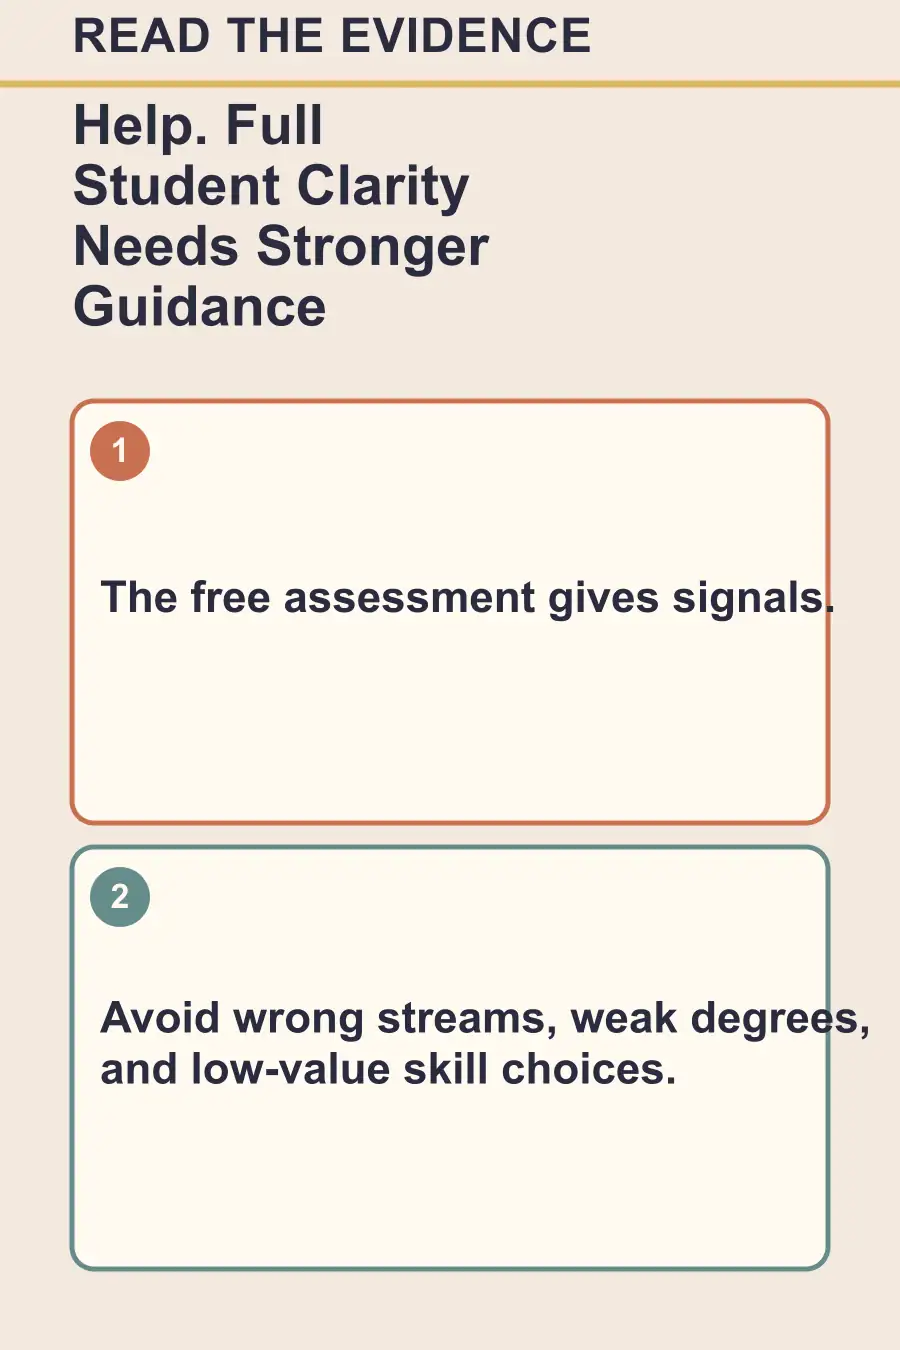 READ THE EVIDENCE
Help. Full
Student Clarity
Needs Stronger
Guidance
1
The free assessment gives signals.
2
Avoid wrong streams, weak degrees,
and low-value skill choices.